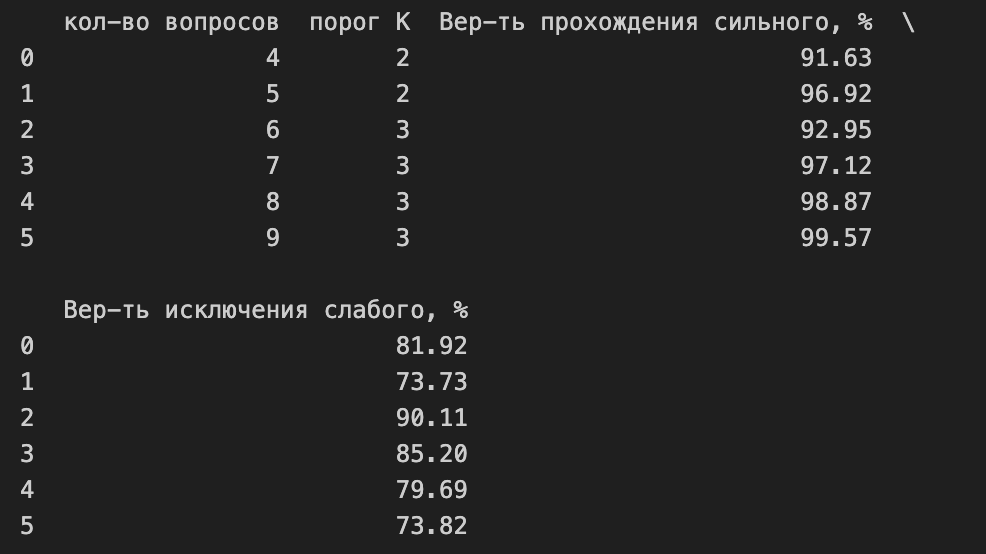 кол-во вопросов порог K Вер-ть прохождения сильного, % \
0 4 2 91.63
1 5 2 96.92
2 6 3 92.95
3 7 3 97.12
4 8 3 98.87
5 9 3 99.57
Вер-ть исключения слабого, %
0 81.92
1 73.73
2 90.11
3 85.20
4 79.69
5 73.82